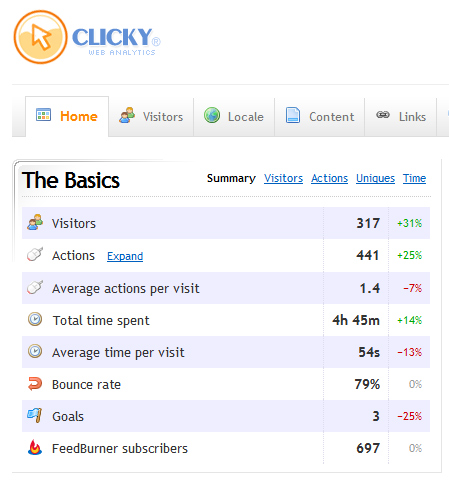 CLICKY®
WEB ANALYTICS
Home Visitors Locale Content Links
The Basics Summary Visitors Actions Uniques Time
Visitors 317 +31%
Actions Expand 441 +25%
Average actions per visit 1.4 -7%
Total time spent 4h 45m +14%
Average time per visit 54s -13%
Bounce rate 79% 0%
Goals 3 -25%
FeedBurner subscribers 697 0%